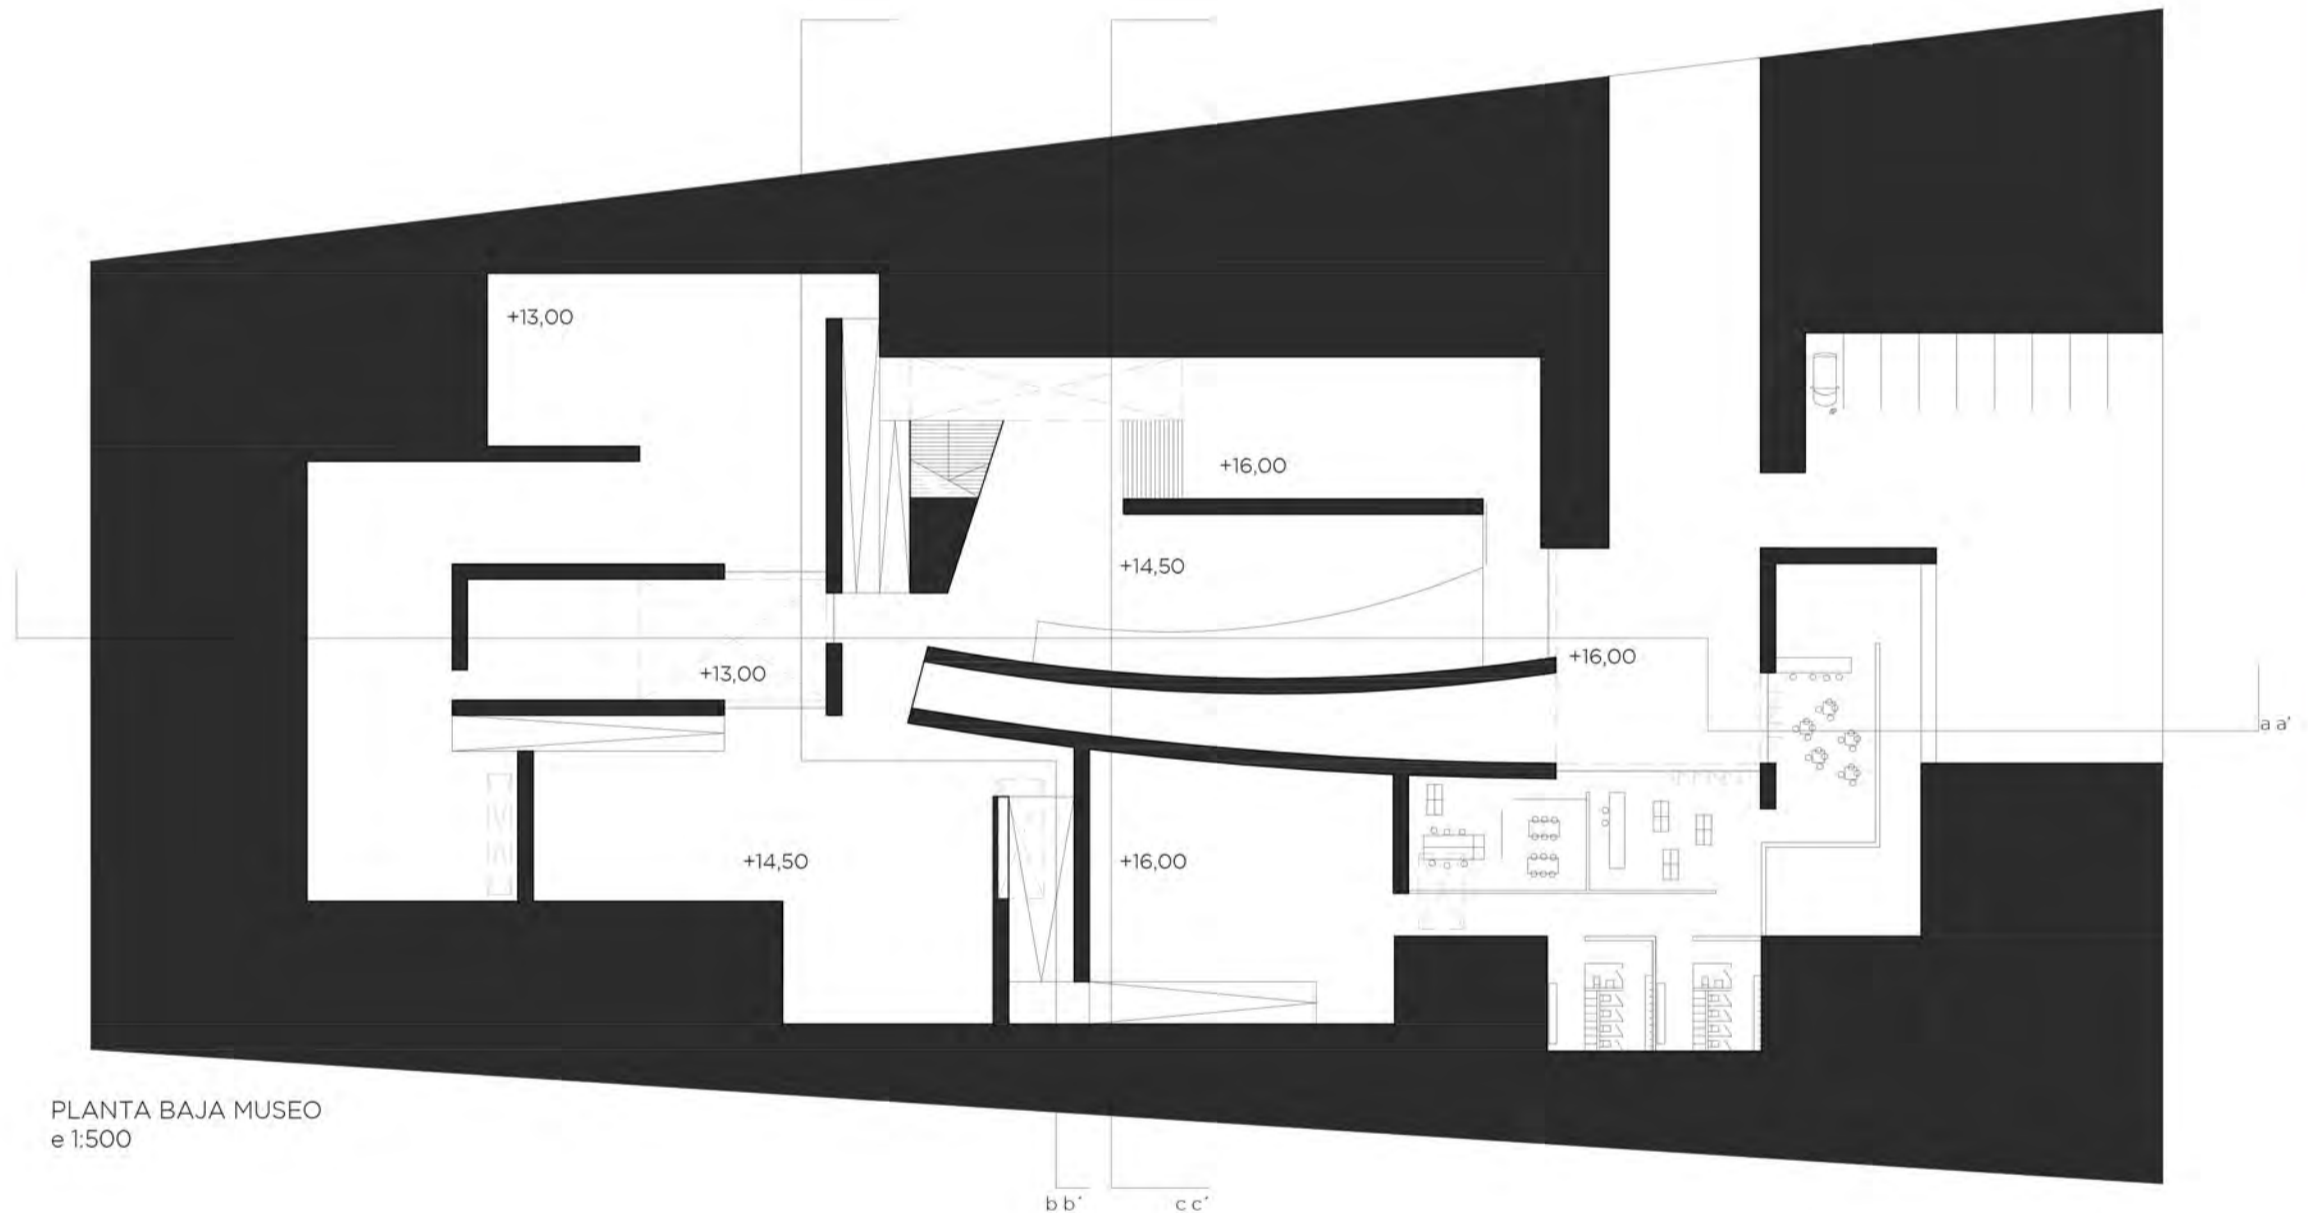 +13,00
+16,00
+14,50
+16,00
+13,00
a a'
+14,50
+16,00
PLANTA BAJA MUSEO
e 1:500
b b'
c c'